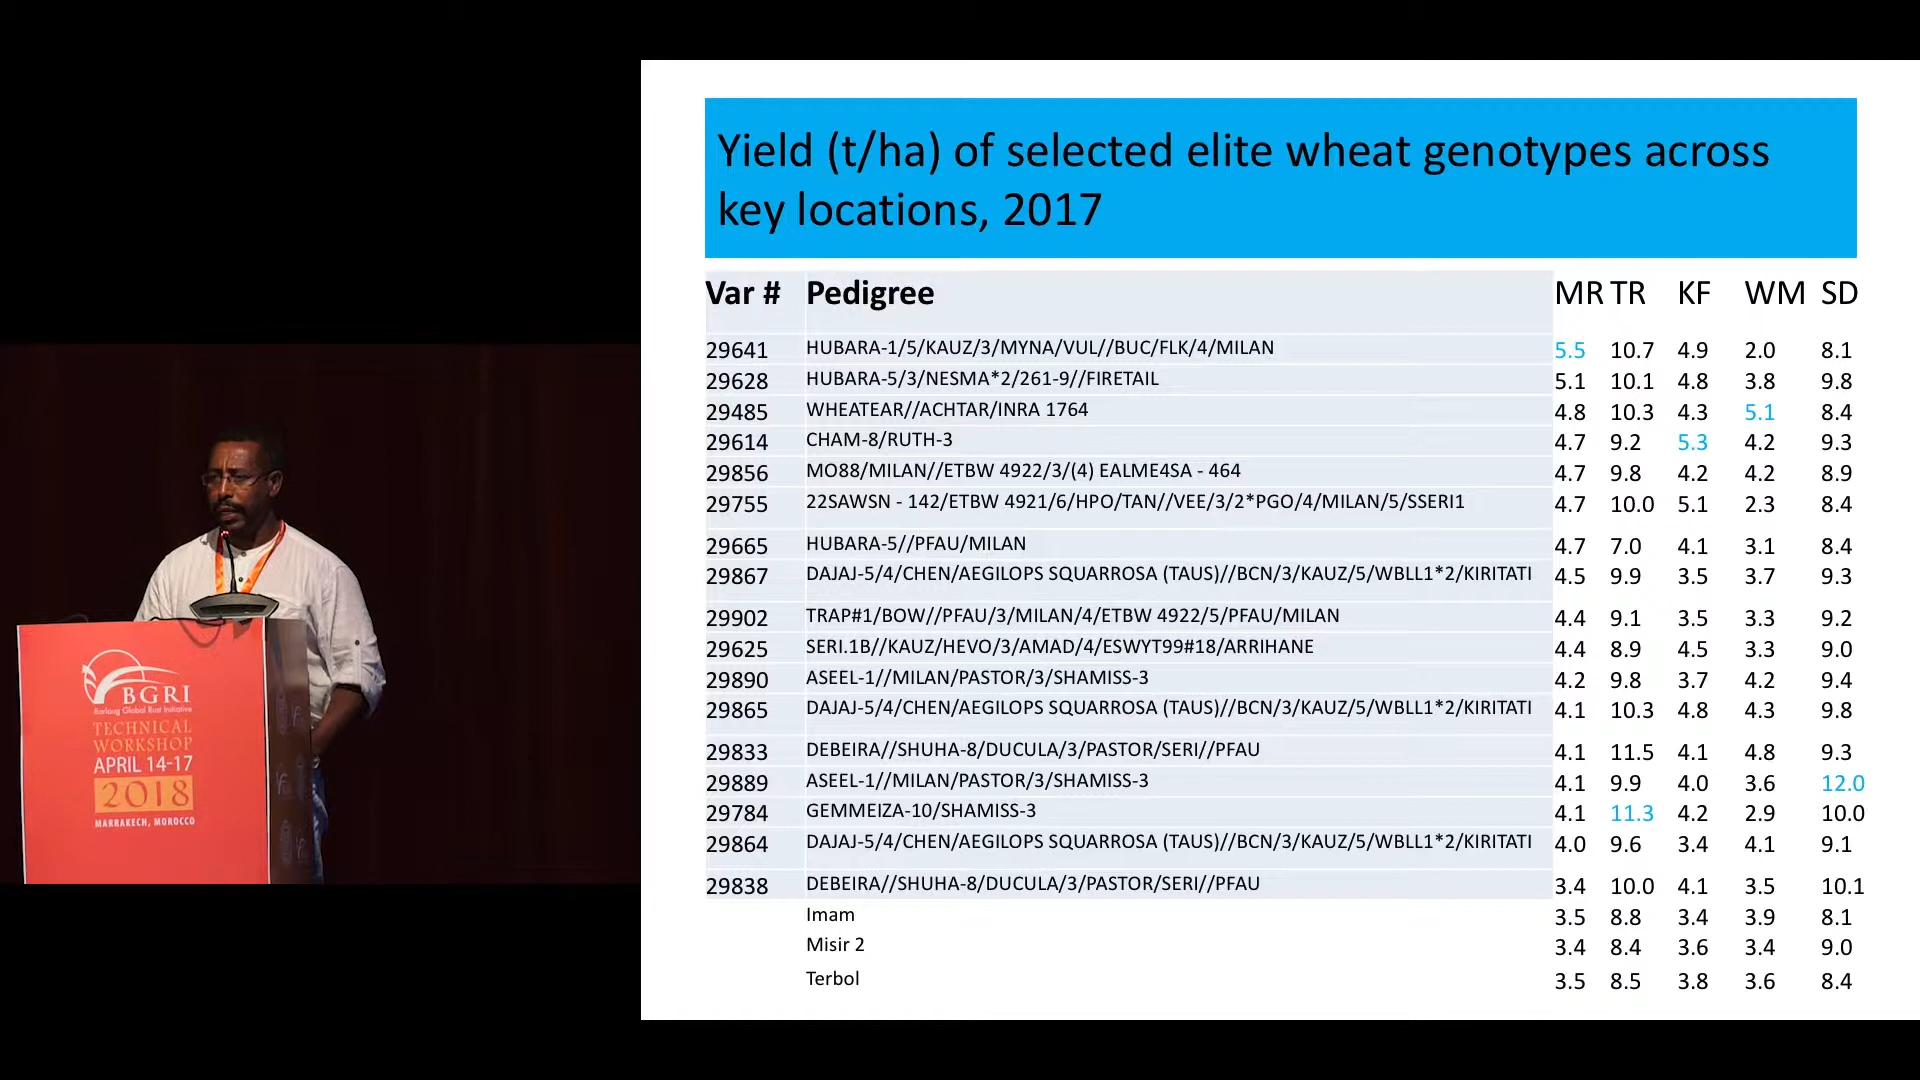 Yield (t/ha) of selected elite wheat genotypes across
key locations, 2017
Var # Pedigree MR TR KF WM SD
29641 HUBARA-1/5/KAUZ/3/MYNA/VUL//BUC/FLK/4/MILAN 5.5 10.7 4.9 2.0 8.1
29628 HUBARA-5/3/NESMA*2/261-9//FIRETAIL 5.1 10.1 4.8 3.8 9.8
29485 WHEATEAR//ACHTAR/INRA 1764 4.8 10.3 4.3 5.1 8.4
29614 CHAM-8/RUTH-3 4.7 9.2 5.3 4.2 9.3
29856 MO88/MILAN//ETBW 4922/3/(4) EALME4SA - 464 4.7 9.8 4.2 4.2 8.9
29755 22SAWSN - 142/ETBW 4921/6/HPO/TAN//VEE/3/2*PGO/4/MILAN/5/SSERI1 4.7 10.0 5.1 2.3 8.4
29665 HUBARA-5//PFAU/MILAN 4.7 7.0 4.1 3.1 8.4
29867 DAJAJ-5/4/CHEN/AEGILOPS SQUARROSA (TAUS)//BCN/3/KAUZ/5/WBLL1*2/KIRITATI 4.5 9.9 3.5 3.7 9.3
29902 TRAP#1/BOW//PFAU/3/MILAN/4/ETBW 4922/5/PFAU/MILAN 4.4 9.1 3.5 3.3 9.2
29625 SERI.1B//KAUZ/HEVO/3/AMAD/4/ESWYT99#18/ARRIHANE 4.4 8.9 4.5 3.3 9.0
29890 ASEEL-1//MILAN/PASTOR/3/SHAMISS-3 4.2 9.8 3.7 4.2 9.4
29865 DAJAJ-5/4/CHEN/AEGILOPS SQUARROSA (TAUS)//BCN/3/KAUZ/5/WBLL1*2/KIRITATI 4.1 10.3 4.8 4.3 9.8
29833 DEBEIRA//SHUHA-8/DUCULA/3/PASTOR/SERI//PFAU 4.1 11.5 4.1 4.8 9.3
29889 ASEEL-1//MILAN/PASTOR/3/SHAMISS-3 4.1 9.9 4.0 3.6 12.0
29784 GEMMEIZA-10/SHAMISS-3 4.1 11.3 4.2 2.9 10.0
29864 DAJAJ-5/4/CHEN/AEGILOPS SQUARROSA (TAUS)//BCN/3/KAUZ/5/WBLL1*2/KIRITATI 4.0 9.6 3.4 4.1 9.1
29838 DEBEIRA//SHUHA-8/DUCULA/3/PASTOR/SERI//PFAU 3.4 10.0 4.1 3.5 10.1
Imam 3.5 8.8 3.4 3.9 8.1
Misir 2 3.4 8.4 3.6 3.4 9.0
Terbol 3.5 8.5 3.8 3.6 8.4
BGRI
Borlaug Global Rust Initiative
TECHNICAL
WORKSHOP
APRIL 14-17
2018
MARRAKECH, MOROCCO